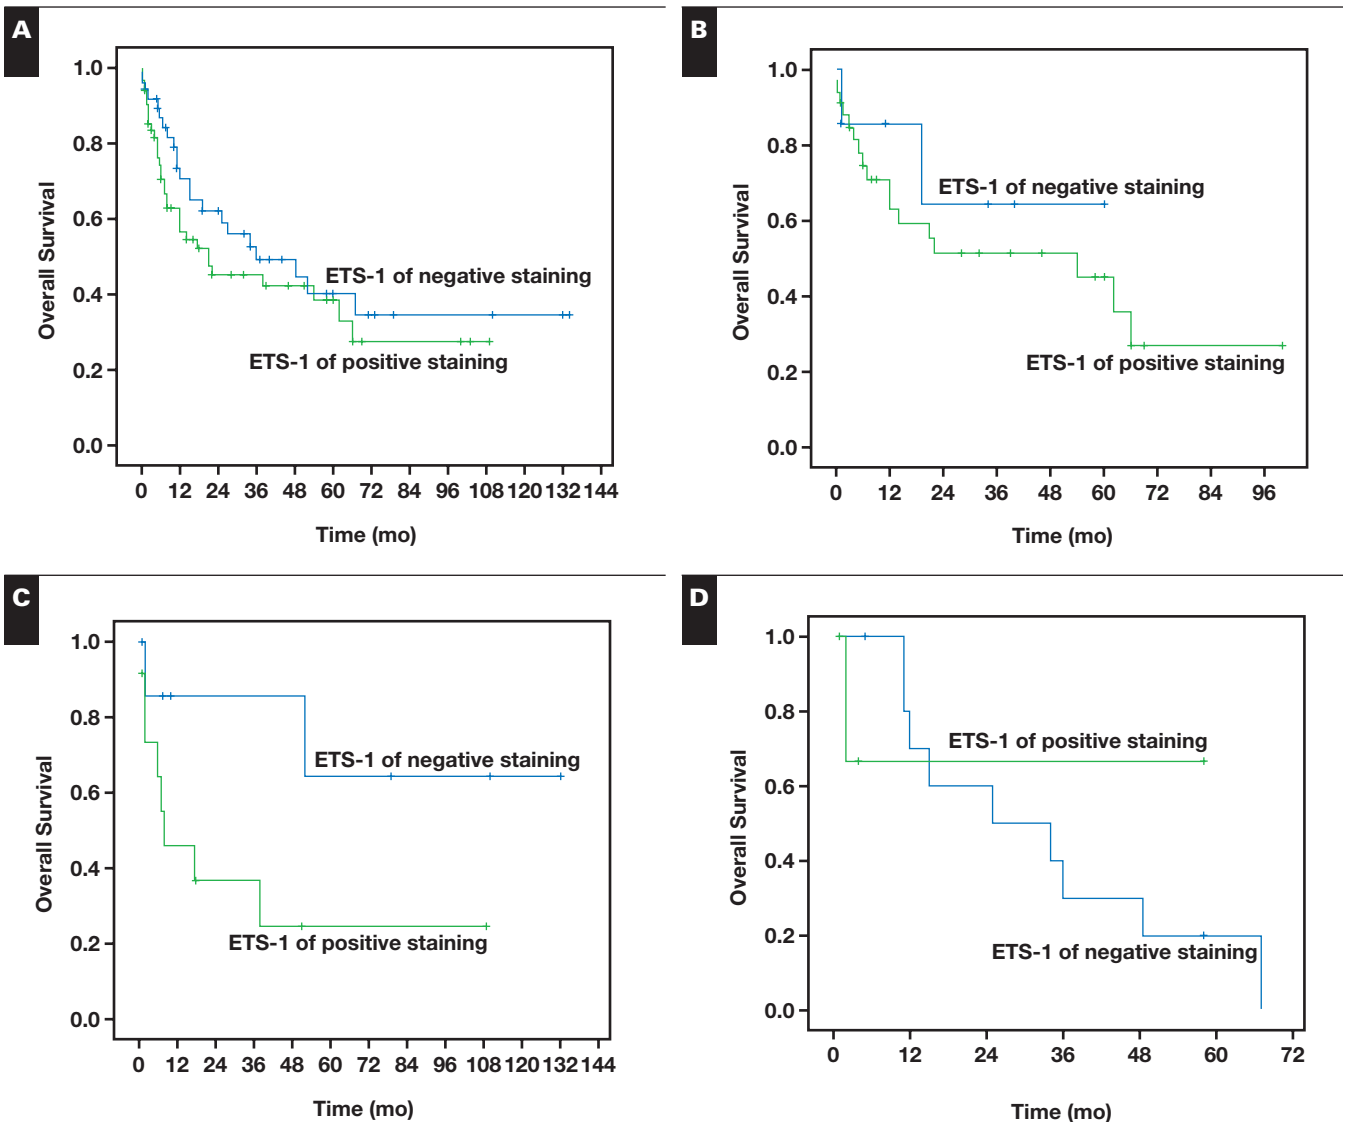 A
1.0
0.8
0.6
0.4
0.2
0.0
Overall Survival
ETS-1 of negative staining
ETS-1 of positive staining
0 12 24 36 48 60 72 84 96 108 120 132 144
Time (mo)
B
1.0
0.8
0.6
0.4
0.2
0.0
Overall Survival
ETS-1 of negative staining
ETS-1 of positive staining
0 12 24 36 48 60 72 84 96
Time (mo)
C
1.0
0.8
0.6
0.4
0.2
0.0
Overall Survival
ETS-1 of negative staining
ETS-1 of positive staining
0 12 24 36 48 60 72 84 96 108 120 132 144
Time (mo)
D
1.0
0.8
0.6
0.4
0.2
0.0
Overall Survival
ETS-1 of positive staining
ETS-1 of negative staining
0 12 24 36 48 60 72
Time (mo)